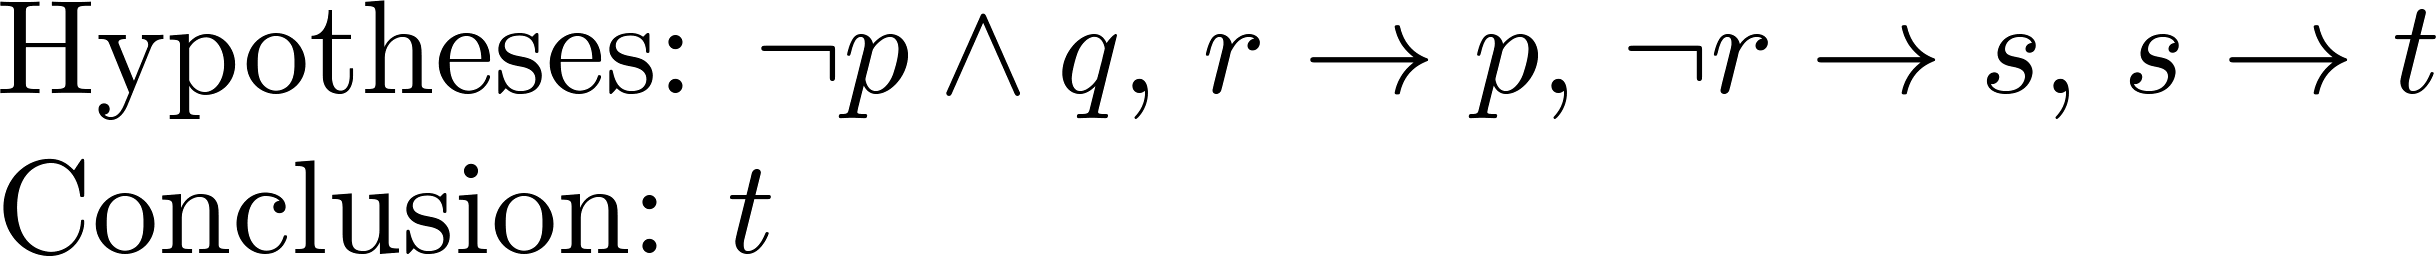 Hypotheses: ¬p ∧ q, r → p, ¬r → s, s → t
Conclusion: t